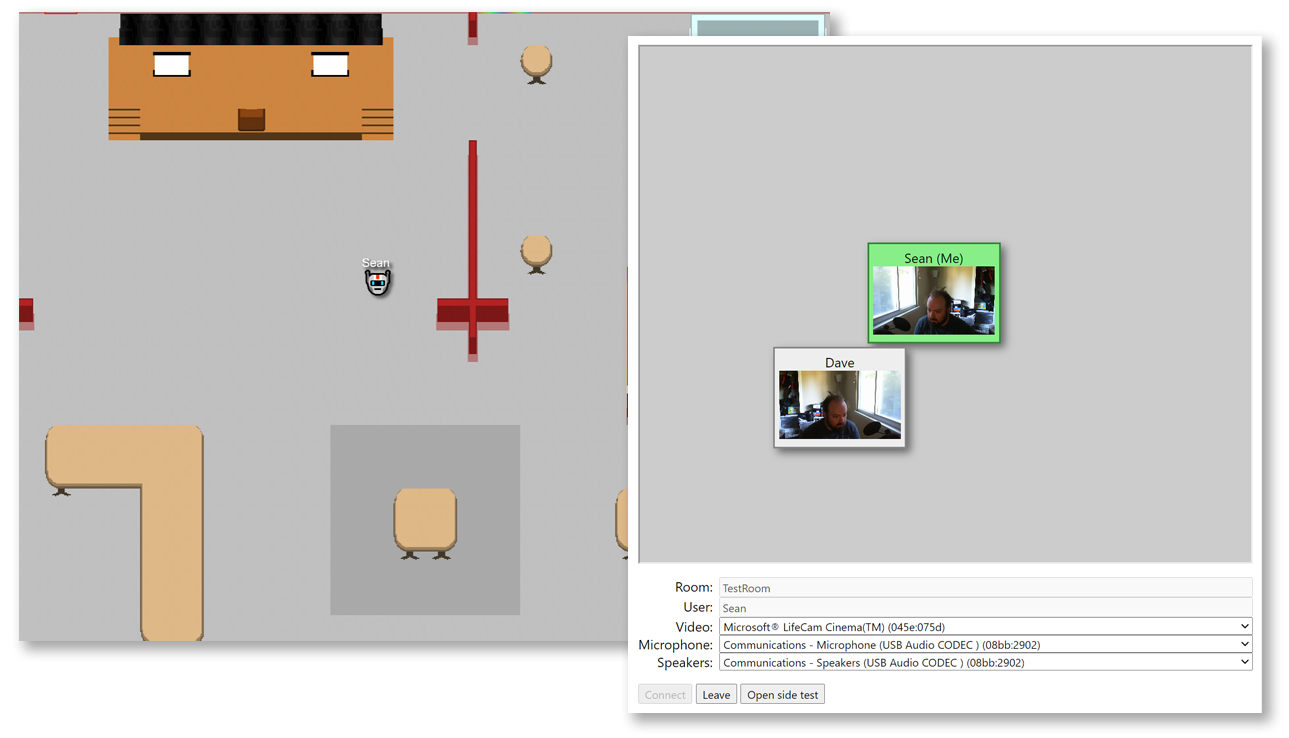 Sean
Sean (Me)
Dave
Room: TestRoom
User: Sean
Video: Microsoft® LifeCam Cinema(TM) (045e:075d)
Microphone: Communications - Microphone (USB Audio CODEC ) (08bb:2902)
Speakers: Communications - Speakers (USB Audio CODEC ) (08bb:2902)
Connect Leave Open side test